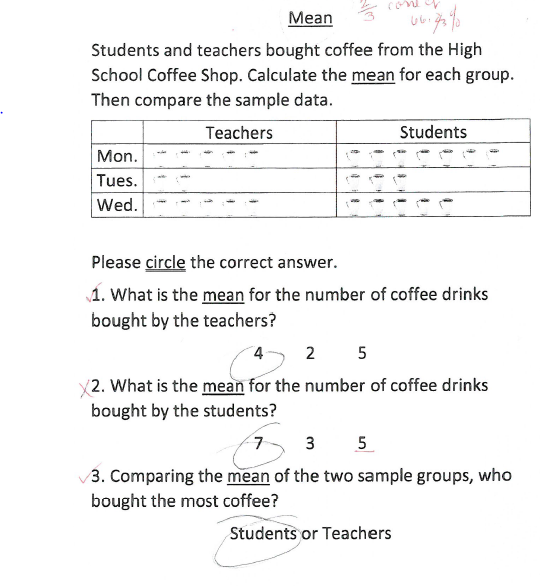 2/3 correct
Mean
66.⅔%
Students and teachers bought coffee from the High
School Coffee Shop. Calculate the mean for each group.
Then compare the sample data.
Teachers Students
Mon.
Tues.
Wed.
Please circle the correct answer.
1. What is the mean for the number of coffee drinks
bought by the teachers?
4 2 5
2. What is the mean for the number of coffee drinks
bought by the students?
7 3 5
3. Comparing the mean of the two sample groups, who
bought the most coffee?
Students or Teachers